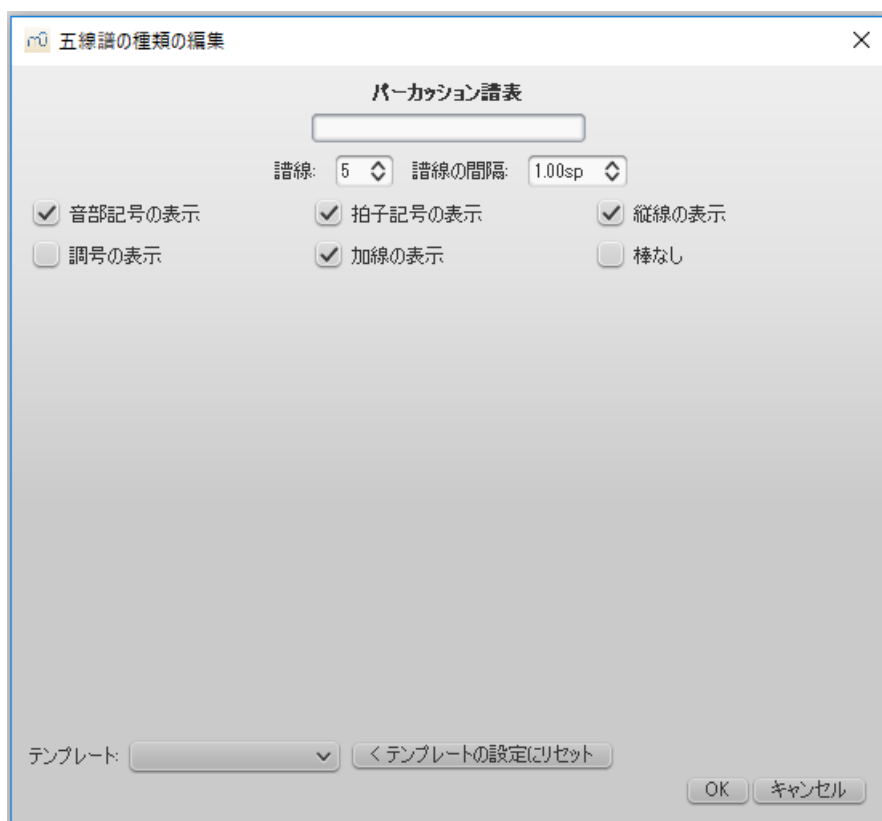 五線譜の種類の編集
パーカッション譜表
譜線: 5 譜線の間隔: 1.00sp
音部記号の表示 拍子記号の表示 縦線の表示
調号の表示 加線の表示 棒なし
テンプレート: < テンプレートの設定にリセット
OK キャンセル